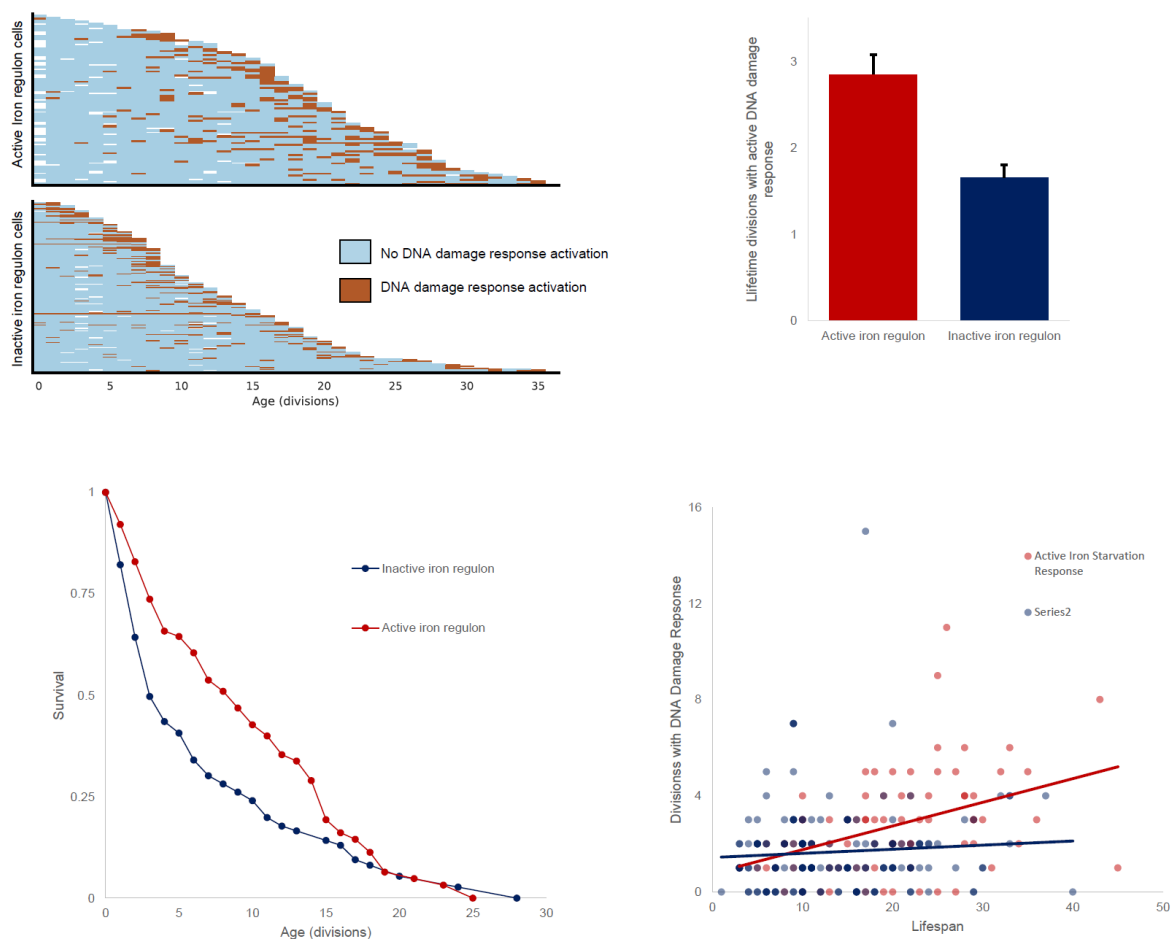 Active Iron regulon cells
Inactive iron regulon cells
No DNA damage response activation
DNA damage response activation
0 5 10 15 20 25 30 35
Age (divisions)
Llifetime divisions with active DNA damage
response
3
2
1
0
Active iron regulon Inactive iron regulon
Survival
1
0.75
0.5
0.25
0
Inactive iron regulon
Active iron regulon
0 5 10 15 20 25 30
Age (divisions)
Divisionss with DNA Damage Repsonse
16
12
8
4
0
Active Iron Starvation
Response
Series2
0 10 20 30 40 50
Lifespan